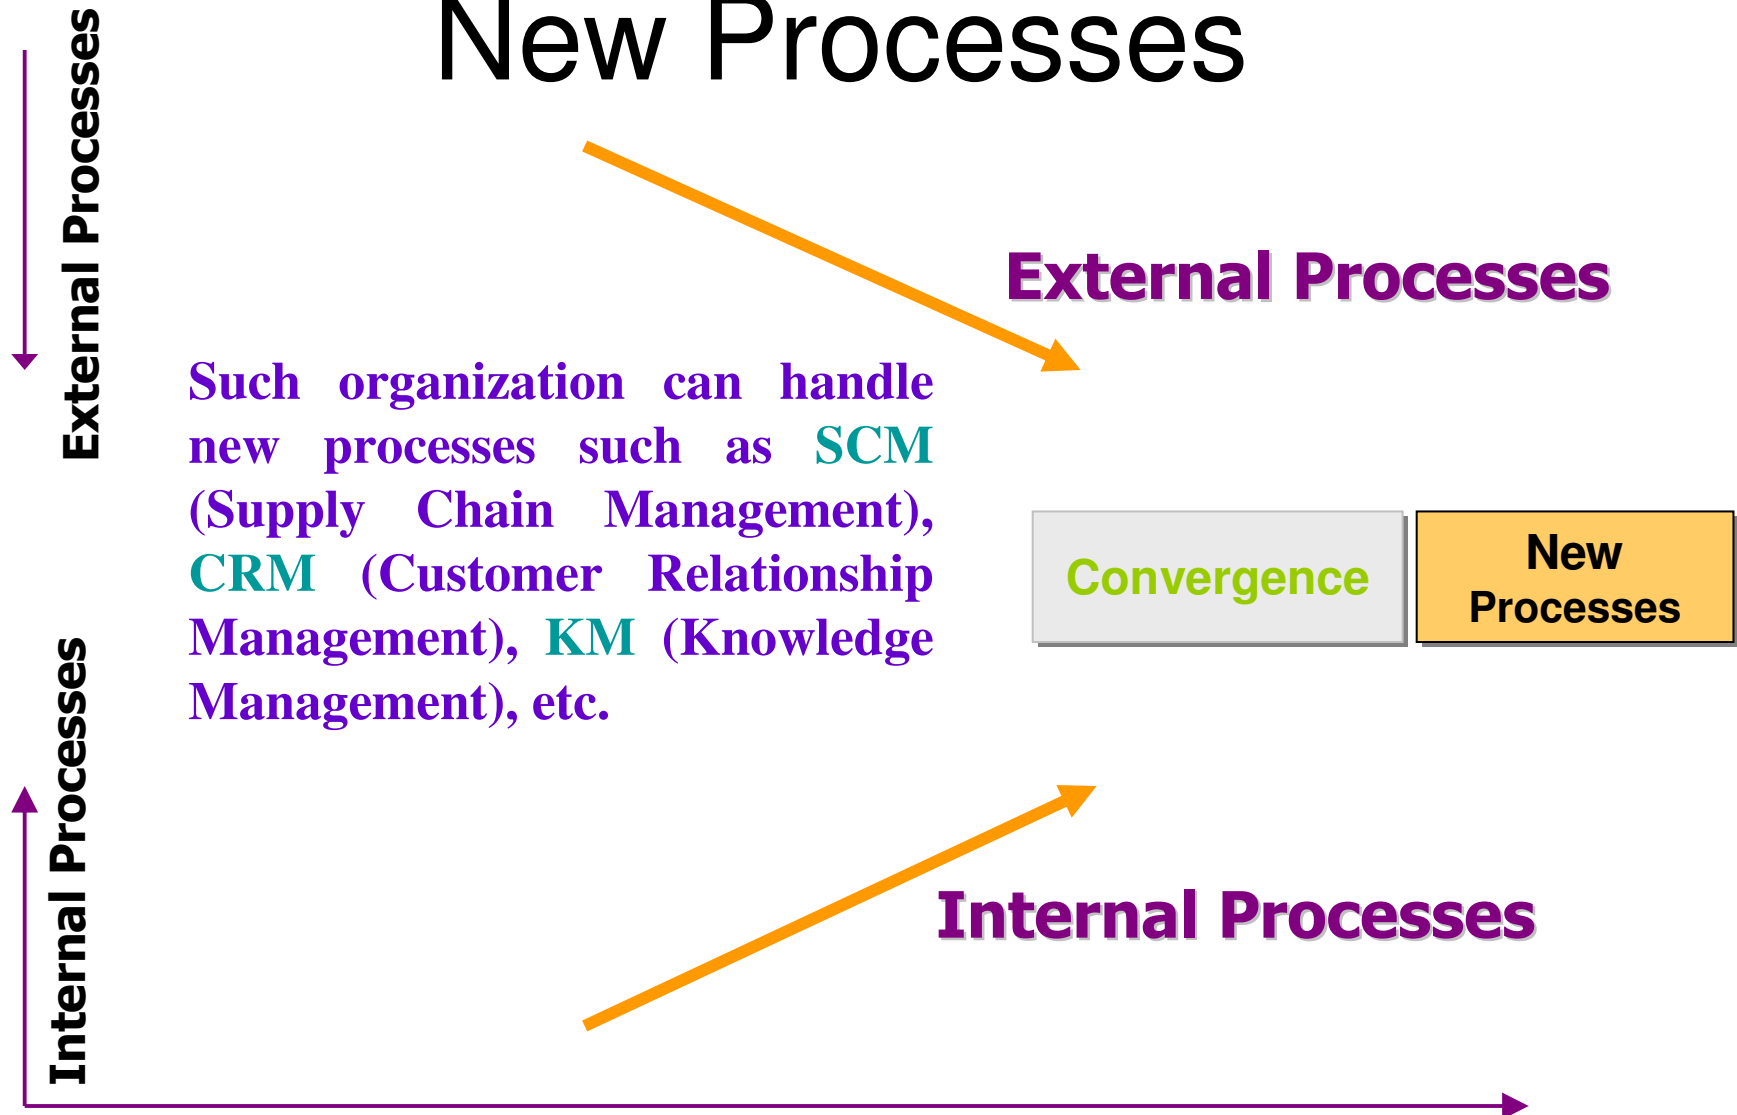 New Processes
External Processes
External Processes
Such organization can handle
new processes such as SCM
(Supply Chain Management),
CRM (Customer Relationship
Management), KM (Knowledge
Management), etc.
Convergence
New
Processes
Internal Processes
Internal Processes